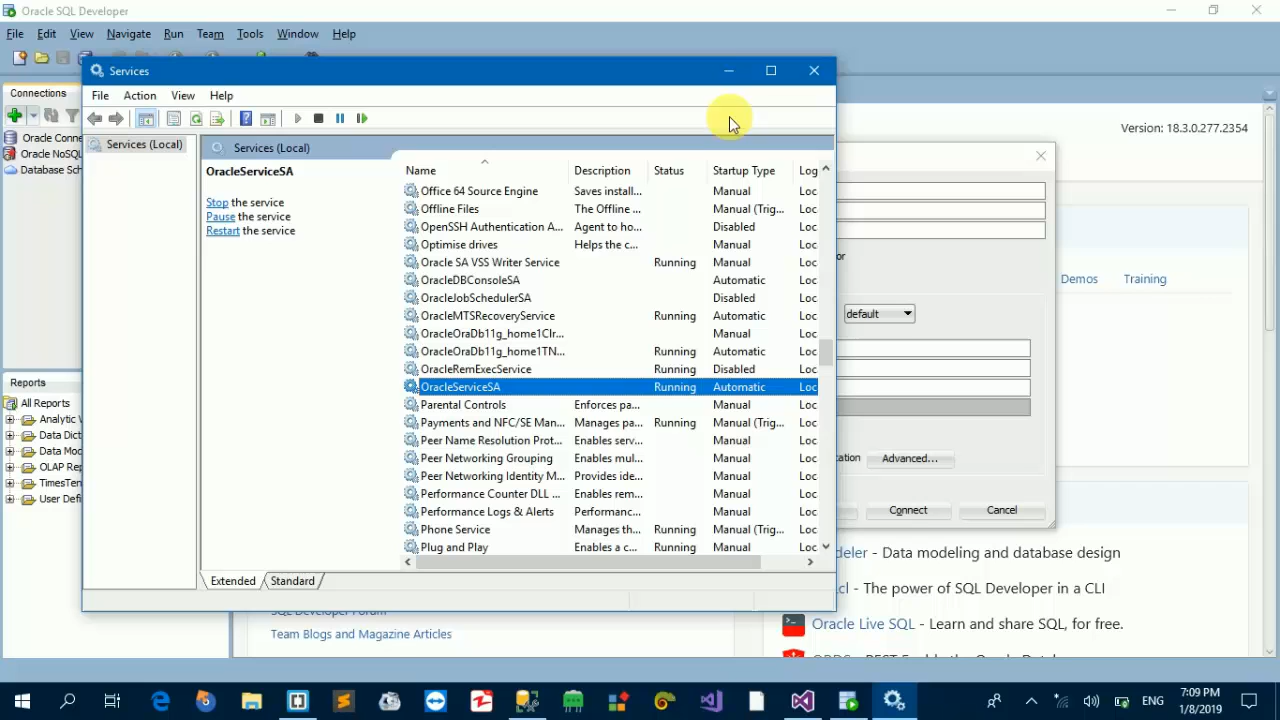 Oracle SQL Developer
File Edit View Navigate Run Team Tools Window Help
Connections
Oracle Conne
Oracle NoSQL
Database Sch
Reports
All Reports
Analytic V
Data Dict
Data Mod
OLAP Rep
TimesTen
User Defi
Services
File Action View Help
Services (Local)
Services (Local)
OracleServiceSA
Stop the service
Pause the service
Restart the service
Name Description Status Startup Type Log
Office 64 Source Engine Saves install... Manual Loc
Offline Files The Offline ... Manual (Trig... Loc
OpenSSH Authentication A... Agent to ho... Disabled Loc
Optimise drives Helps the c... Manual Loc
Oracle SA VSS Writer Service Running Manual Loc
OracleDBConsoleSA Automatic Loc
OracleJobSchedulerSA Disabled Loc
OracleMTSRecoveryService Running Automatic Loc
OracleOraDb11g_home1Clr... Manual Loc
OracleOraDb11g_home1TN... Running Automatic Loc
OracleRemExecService Running Disabled Loc
OracleServiceSA Running Automatic Loc
Parental Controls Enforces pa... Manual Loc
Payments and NFC/SE Man... Manages pa... Running Manual (Trig... Loc
Peer Name Resolution Prot... Enables serv... Manual Loc
Peer Networking Grouping Enables mul... Manual Loc
Peer Networking Identity M... Provides ide... Manual Loc
Performance Counter DLL ... Enables rem... Manual Loc
Performance Logs & Alerts Performanc... Manual Loc
Phone Service Manages th... Running Manual (Trig... Loc
Plug and Play Enables a c... Running Manual Loc
Extended Standard
Version: 18.3.0.277.2354
or
Demos Training
default
ation Advanced...
Connect Cancel
deler - Data modeling and database design
cl - The power of SQL Developer in a CLI
Oracle Live SQL - Learn and share SQL, for free.
SQL Developer Forum
Team Blogs and Magazine Articles
ENG
7:09 PM
1/8/2019